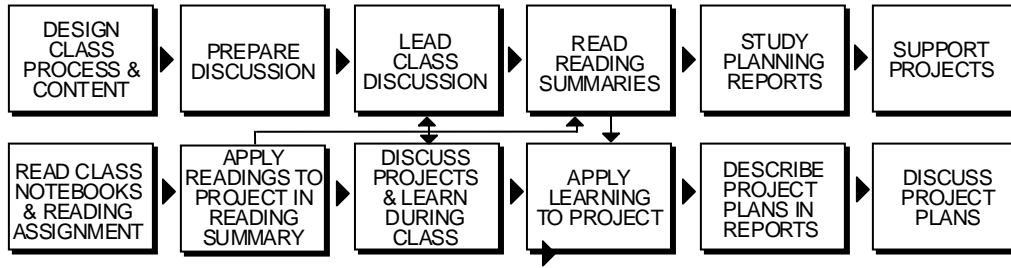 DESIGN
CLASS
PROCESS &
CONTENT
PREPARE
DISCUSSION
LEAD
CLASS
DISCUSSION
READ
READING
SUMMARIES
STUDY
PLANNING
REPORTS
SUPPORT
PROJECTS
READ CLASS
NOTEBOOKS
& READING
ASSIGNMENT
APPLY
READINGS TO
PROJECT IN
READING
SUMMARY
DISCUSS
PROJECTS
& LEARN
DURING
CLASS
APPLY
LEARNING
TO PROJECT
DESCRIBE
PROJECT
PLANS IN
REPORTS
DISCUSS
PROJECT
PLANS